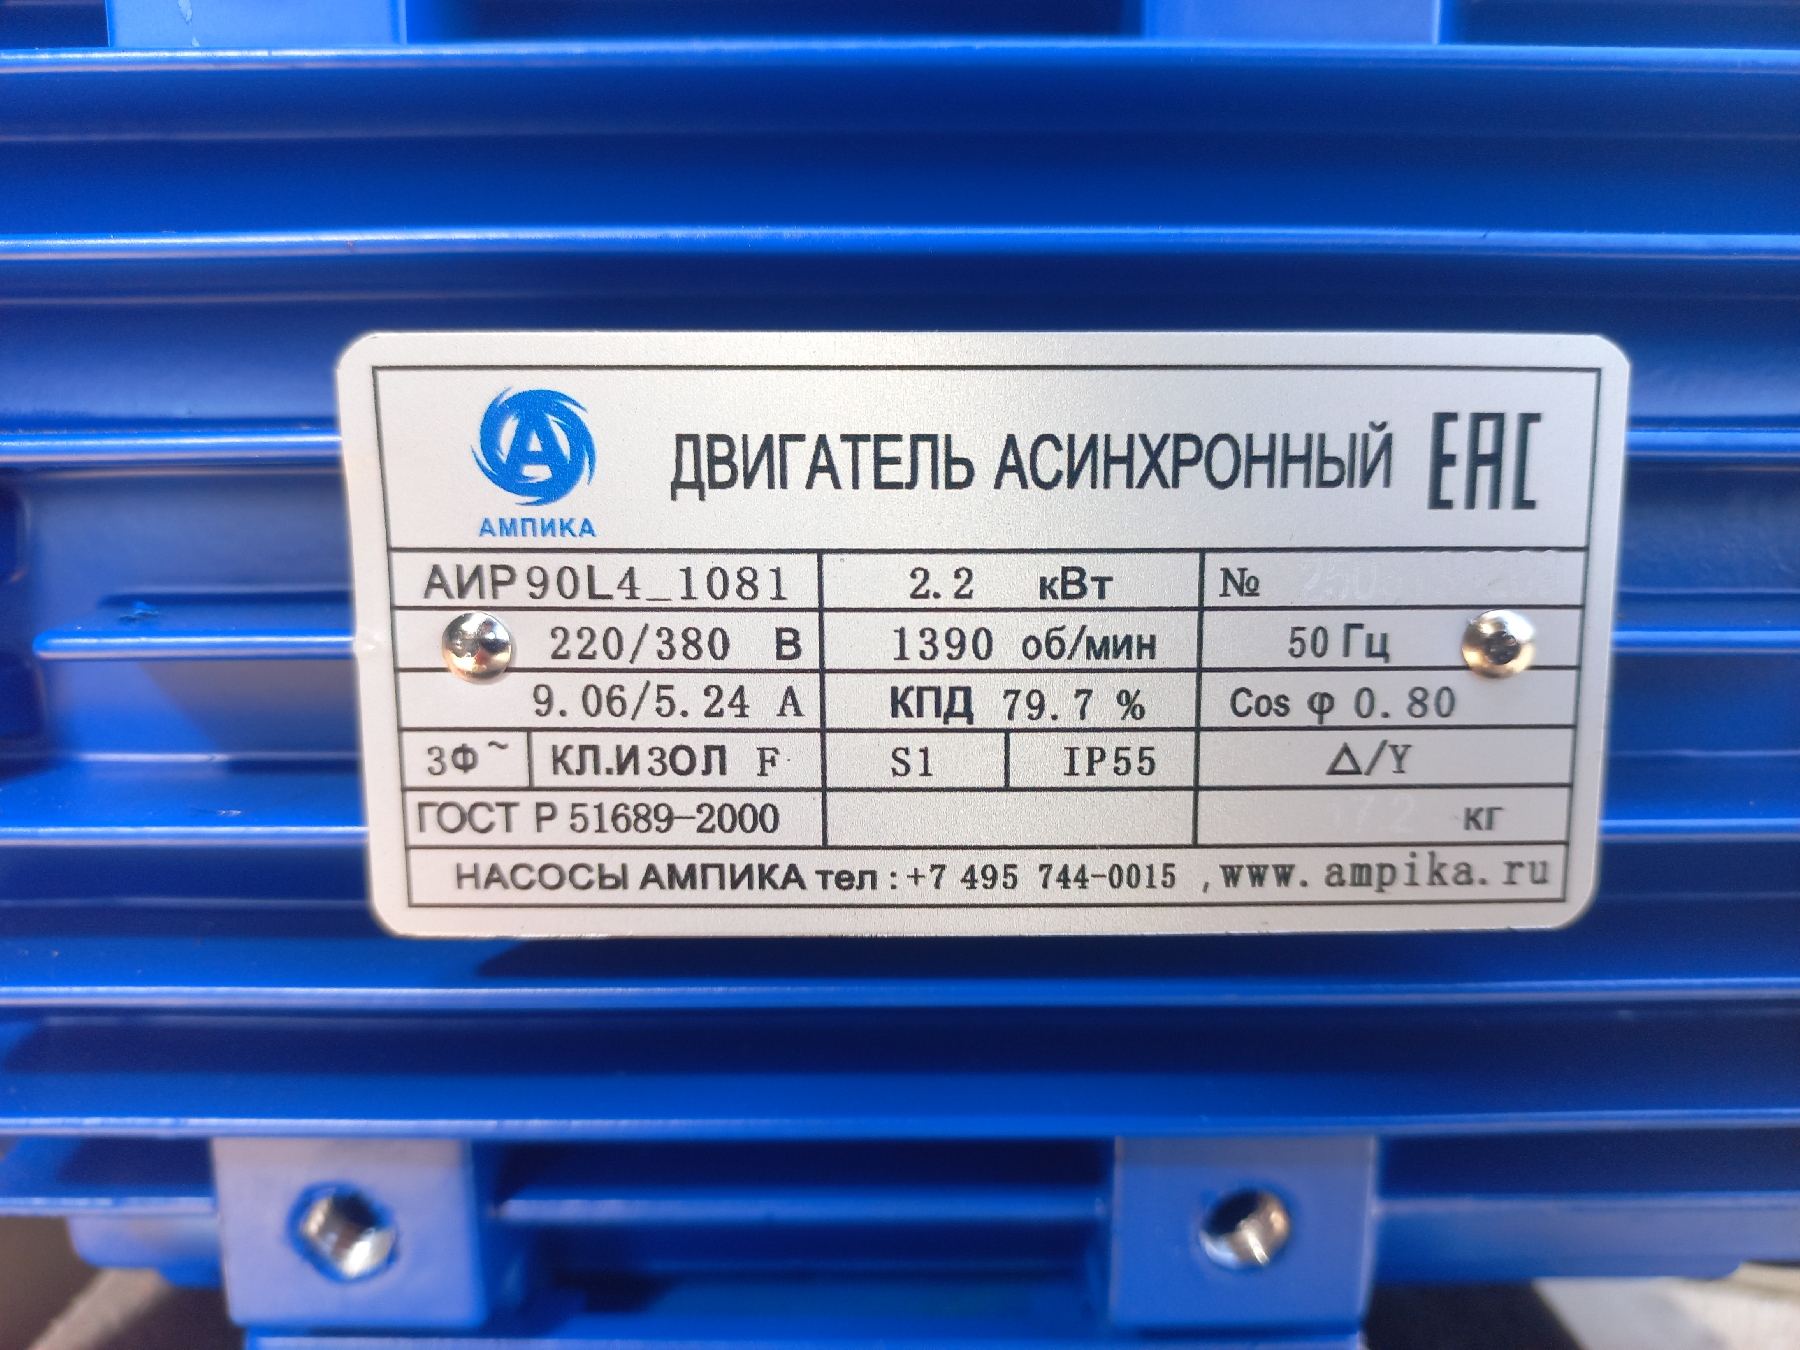 ДВИГАТЕЛЬ АСИНХРОННЫЙ EAC
АМПИКА
АИР90L4_1081 2.2 кВт №
220/380 В 1390 об/мин 50 Гц
9.06/5.24 А КПД 79.7 % Cos φ 0.80
3Ф~ КЛ.ИЗОЛ F S1 IP55 Δ/Y
ГОСТ Р 51689-2000 кг
НАСОСЫ АМПИКА тел:+7 495 744-0015 ,www.ampika.ru